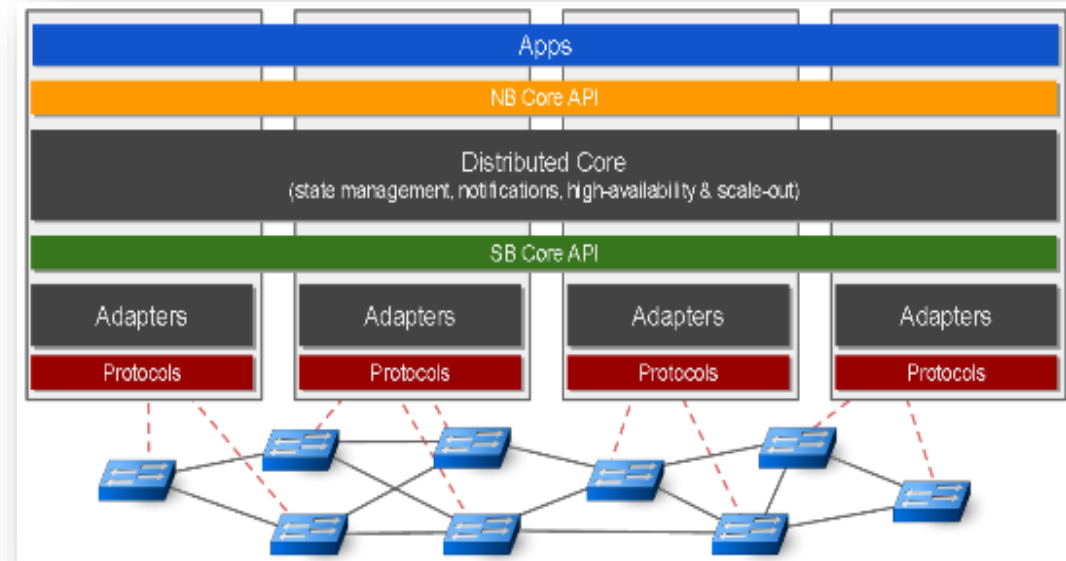 Apps
NB Core API
Distributed Core
(state management, notifications, high-availability & scale-out)
SB Core API
Adapters
Adapters
Adapters
Adapters
Protocols
Protocols
Protocols
Protocols